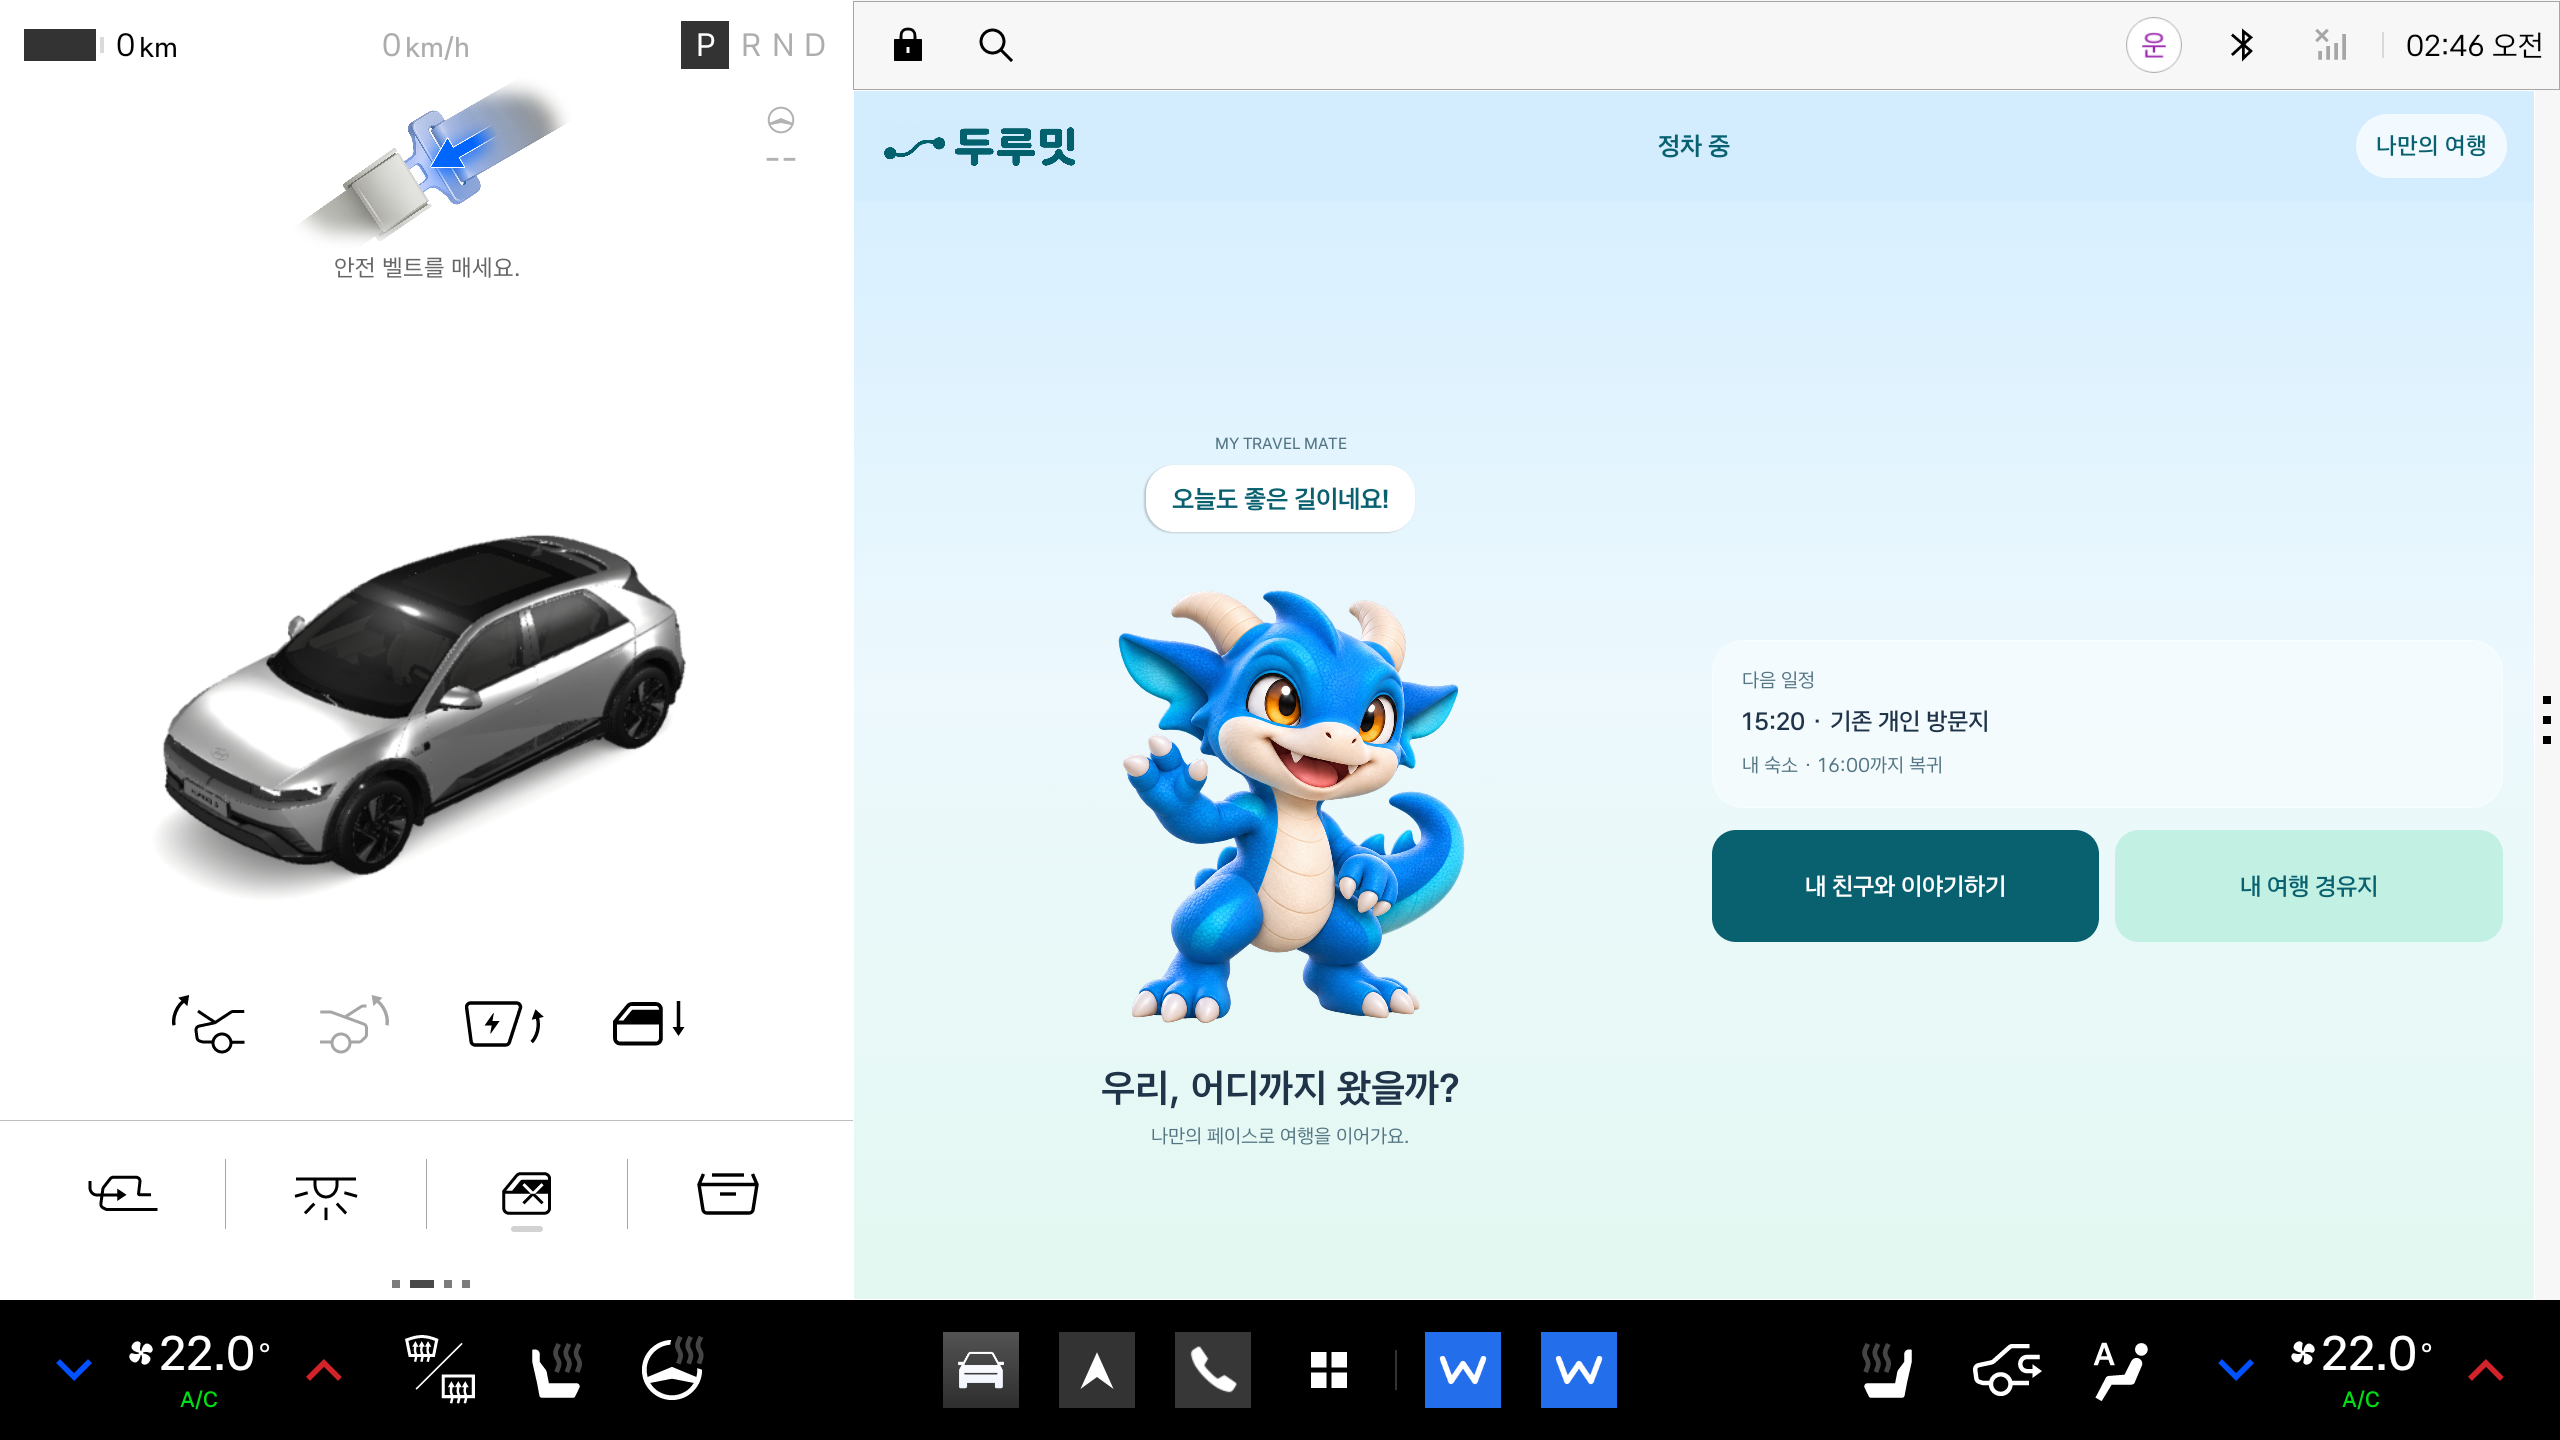 0 km
0 km/h
P R N D
안전 벨트를 매세요.
운
02:46 오전
두루밋
정차 중
나만의 여행
MY TRAVEL MATE
오늘도 좋은 길이네요!
다음 일정
15:20 · 기존 개인 방문지
내 숙소 · 16:00까지 복귀
내 친구와 이야기하기
내 여행 경유지
우리, 어디까지 왔을까?
나만의 페이스로 여행을 이어가요.
22.0°
A/C
A
22.0°
A/C